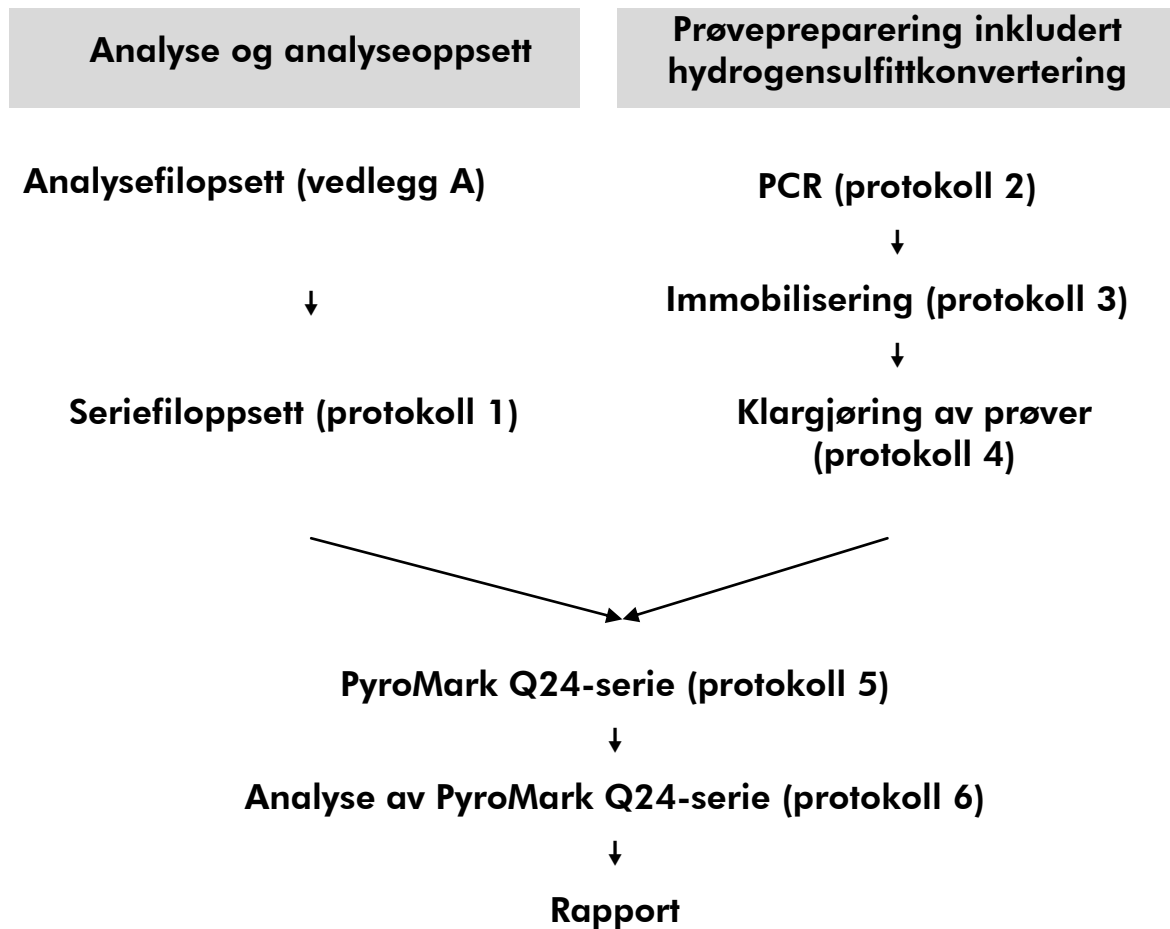 Analyse og analyseoppsett
Prøvepreparering inkludert
hydrogensulfittkonvertering
Analysefilopsett (vedlegg A)
Seriefiloppsett (protokoll 1)
PCR (protokoll 2)
Immobilisering (protokoll 3)
Klargjøring av prøver
(protokoll 4)
PyroMark Q24-serie (protokoll 5)
Analyse av PyroMark Q24-serie (protokoll 6)
Rapport